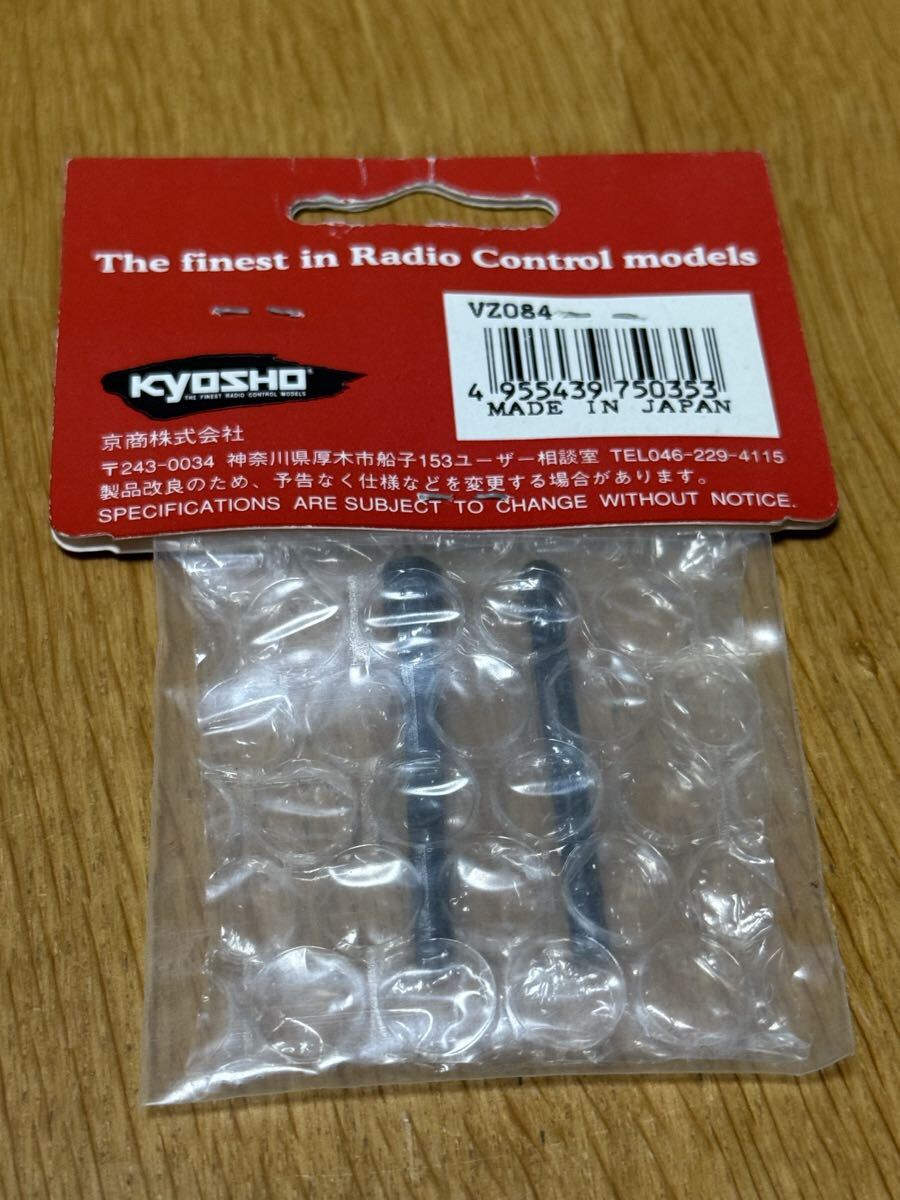 The finest in Radio Control models
VZ084
4 955439 750353
MADE IN JAPAN
KYOSHO
THE FINEST RADIO CONTROL MODELS
京商株式会社
〒243-0034 神奈川県厚木市船子153ユーザー相談室 TEL046-229-4115
製品改良のため、予告なく仕様などを変更する場合があります。
SPECIFICATIONS ARE SUBJECT TO CHANGE WITHOUT NOTICE.